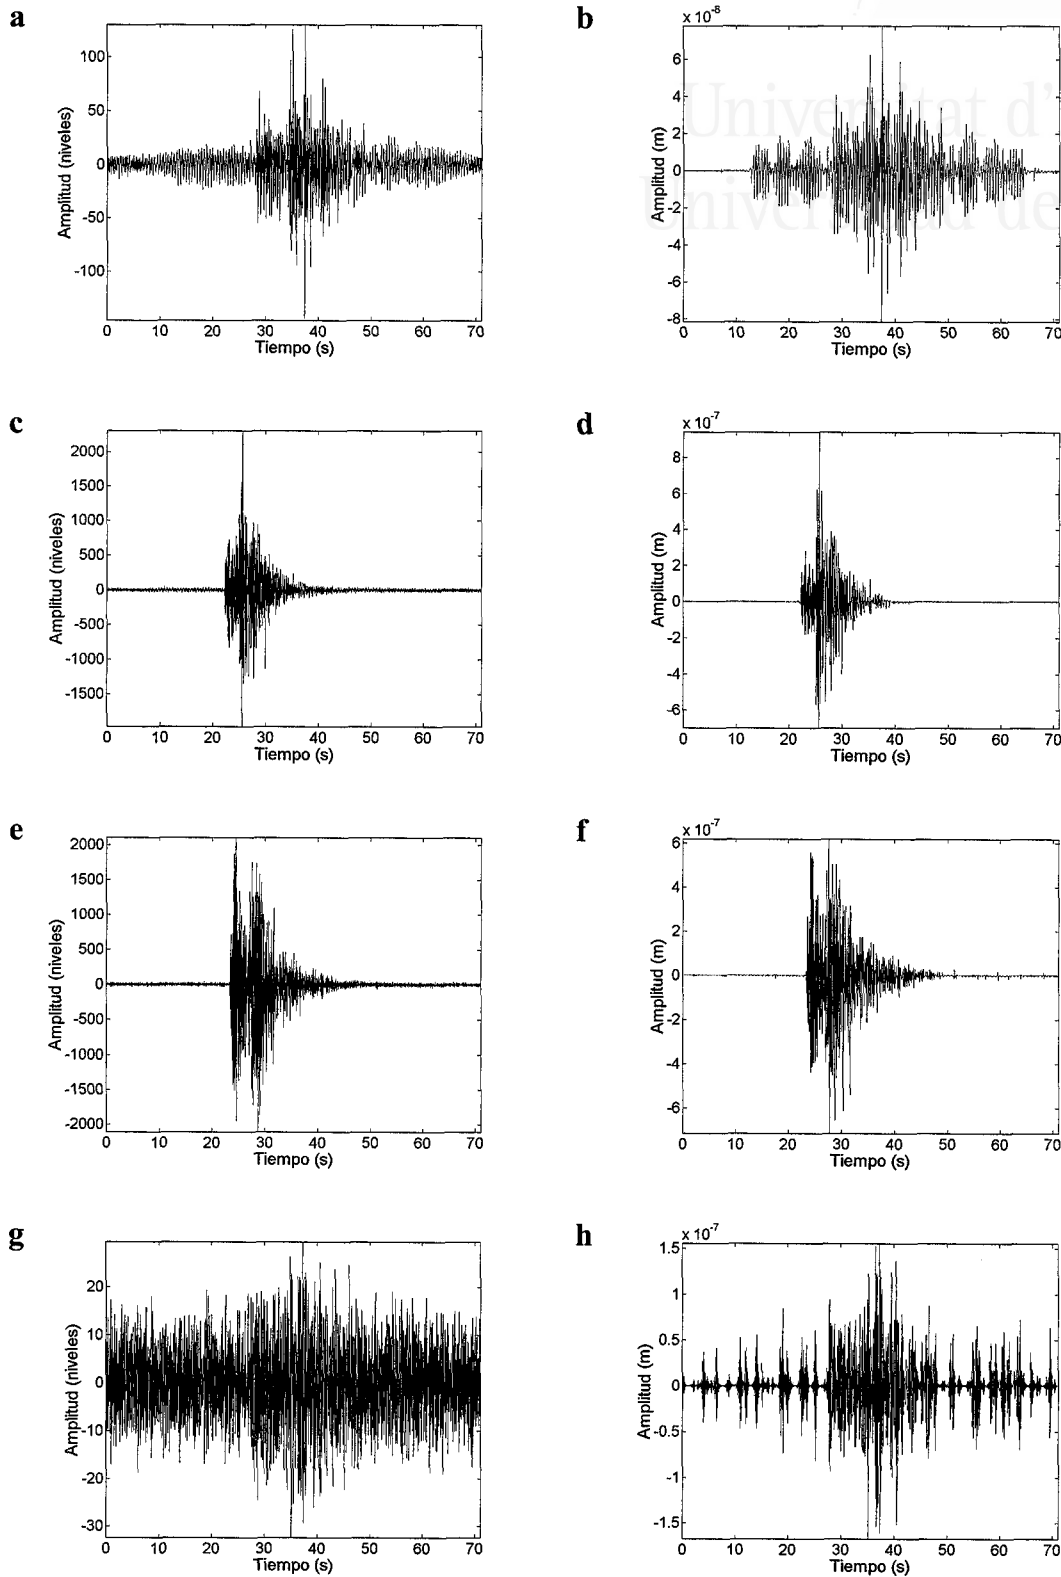 a
100
50
0
-50
-100
Amplitud (niveles)
0 10 20 30 40 50 60 70
Tiempo (s)
b
x 10-8
6
4
2
0
-2
-4
-6
-8
Amplitud (m)
0 10 20 30 40 50 60 70
Tiempo (s)
Universitat d'
Universidad de
c
2000
1500
1000
500
0
-500
-1000
-1500
Amplitud (niveles)
0 10 20 30 40 50 60 70
Tiempo (s)
d
x 10-7
8
6
4
2
0
-2
-4
-6
Amplitud (m)
0 10 20 30 40 50 60 70
Tiempo (s)
e
2000
1500
1000
500
0
-500
-1000
-1500
-2000
Amplitud (niveles)
0 10 20 30 40 50 60 70
Tiempo (s)
f
x 10-7
6
4
2
0
-2
-4
-6
Amplitud (m)
0 10 20 30 40 50 60 70
Tiempo (s)
g
20
10
0
-10
-20
-30
Amplitud (niveles)
0 10 20 30 40 50 60 70
Tiempo (s)
h
x 10-7
1.5
1
0.5
0
-0.5
-1
-1.5
Amplitud (m)
0 10 20 30 40 50 60 70
Tiempo (s)